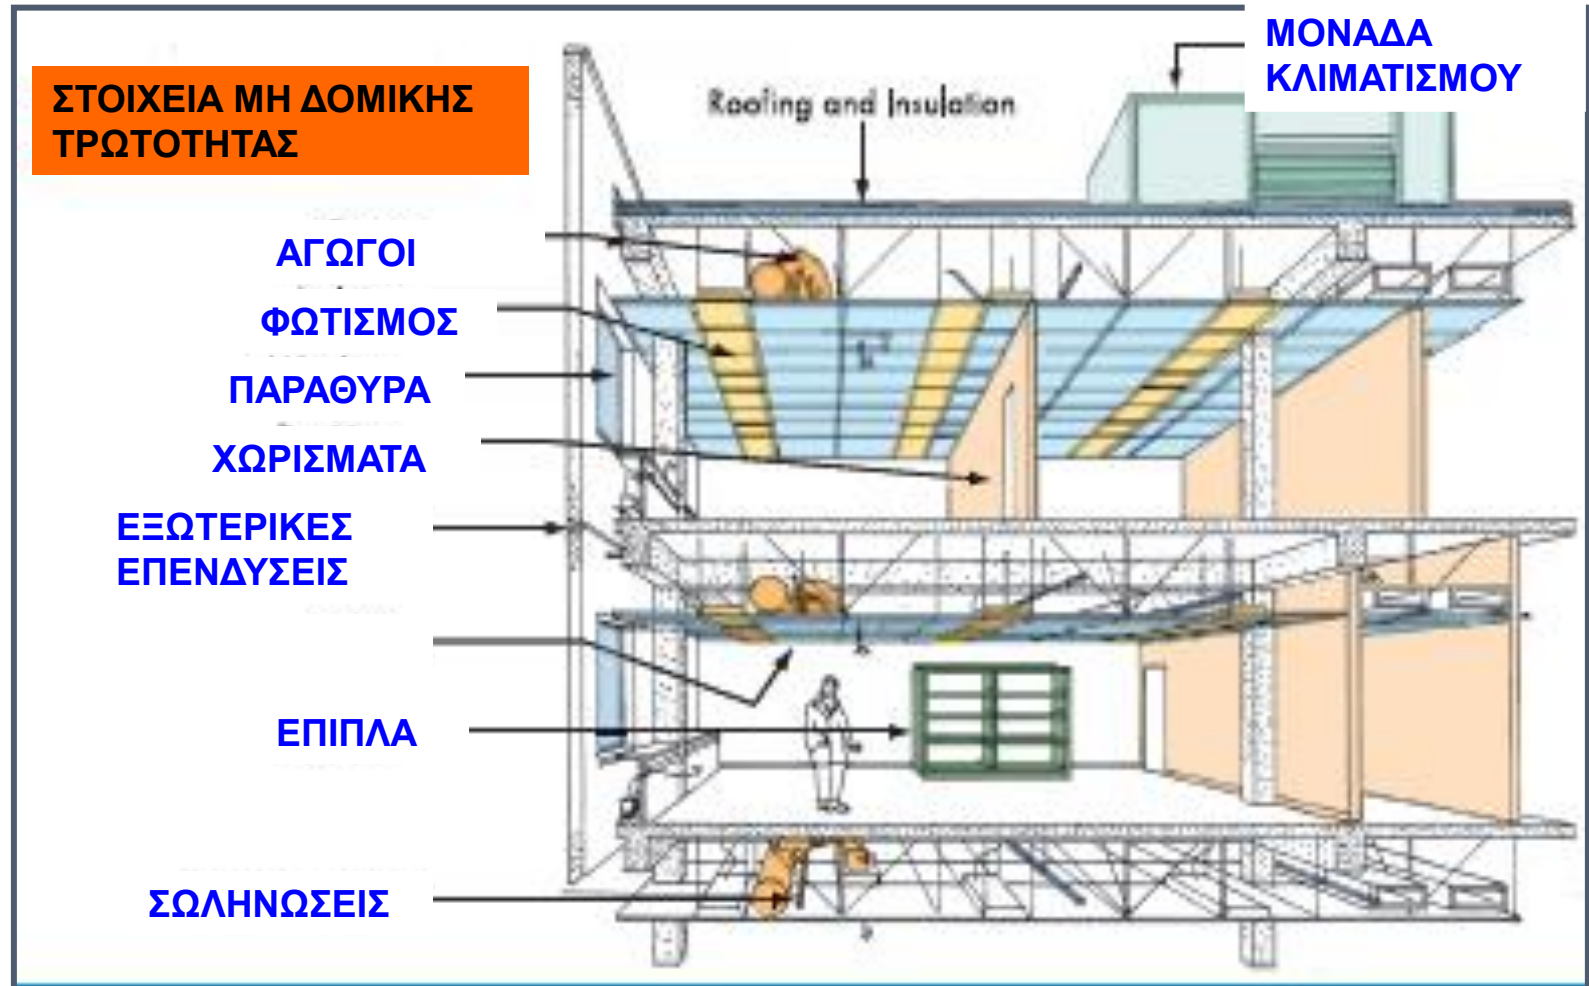 ΜΟΝΑΔΑ
ΚΛΙΜΑΤΙΣΜΟΥ
ΣΤΟΙΧΕΙΑ ΜΗ ΔΟΜΙΚΗΣ
ΤΡΩΤΟΤΗΤΑΣ
Roofing and Insulation
ΑΓΩΓΟΙ
ΦΩΤΙΣΜΟΣ
ΠΑΡΑΘΥΡΑ
ΧΩΡΙΣΜΑΤΑ
ΕΞΩΤΕΡΙΚΕΣ
ΕΠΕΝΔΥΣΕΙΣ
ΕΠΙΠΛΑ
ΣΩΛΗΝΩΣΕΙΣ